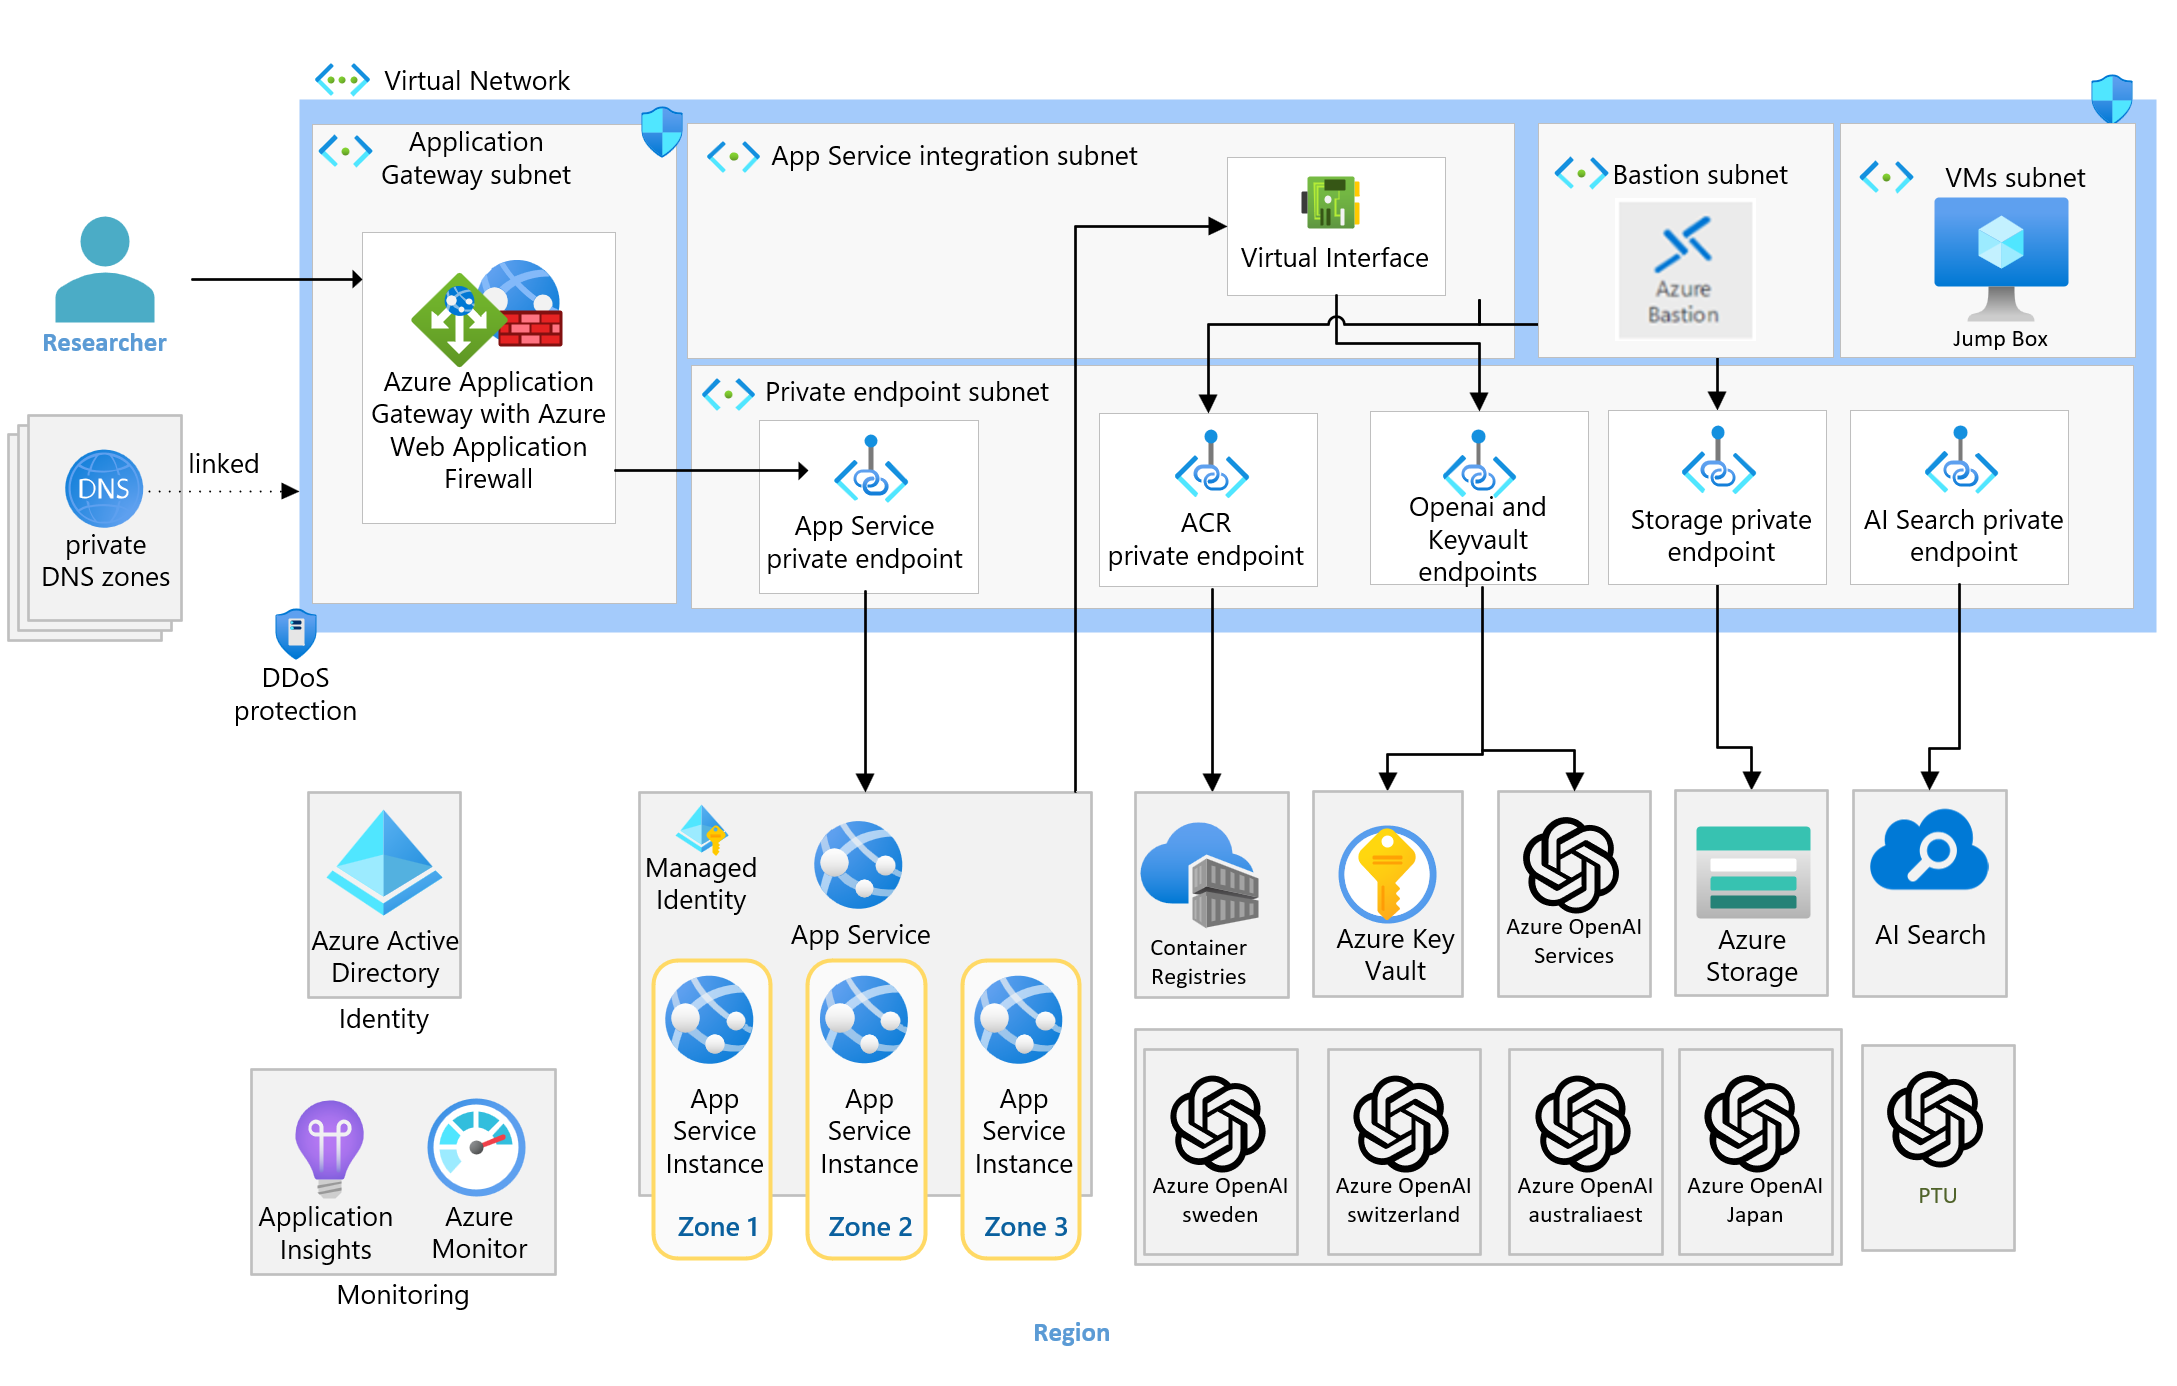 Virtual Network
Application
Gateway subnet
App Service integration subnet
Virtual Interface
Bastion subnet
Azure
Bastion
VMs subnet
Jump Box
Researcher
Azure Application
Gateway with Azure
Web Application
Firewall
Private endpoint subnet
App Service
private endpoint
ACR
private endpoint
Openai and
Keyvault
endpoints
Storage private
endpoint
AI Search private
endpoint
linked
DNS
private
DNS zones
DDoS
protection
Azure Active
Directory
Identity
Managed
Identity
App Service
Container
Registries
Azure Key
Vault
Azure OpenAI
Services
Azure
Storage
AI Search
App
Service
Instance
Zone 1
App
Service
Instance
Zone 2
App
Service
Instance
Zone 3
Azure OpenAI
sweden
Azure OpenAI
switzerland
Azure OpenAI
australiaest
Azure OpenAI
Japan
PTU
Application
Insights
Azure
Monitor
Monitoring
Region